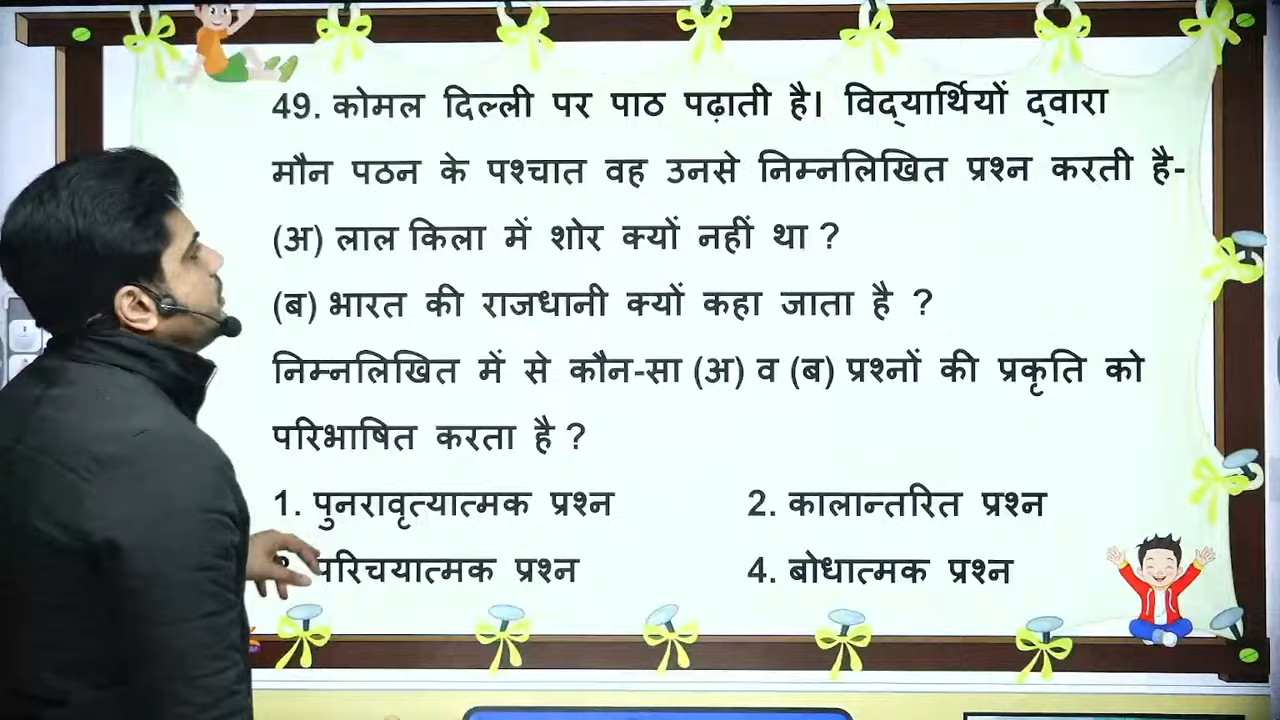 49. कोमल दिल्ली पर पाठ पढ़ाती है। विद्यार्थियों द्वारा
मौन पठन के पश्चात वह उनसे निम्नलिखित प्रश्न करती है-
(अ) लाल किला में शोर क्यों नहीं था ?
(ब) भारत की राजधानी क्यों कहा जाता है ?
निम्नलिखित में से कौन-सा (अ) व (ब) प्रश्नों की प्रकृति को
परिभाषित करता है ?
1. पुनरावृत्यात्मक प्रश्न 2. कालान्तरित प्रश्न
परिचयात्मक प्रश्न 4. बोधात्मक प्रश्न